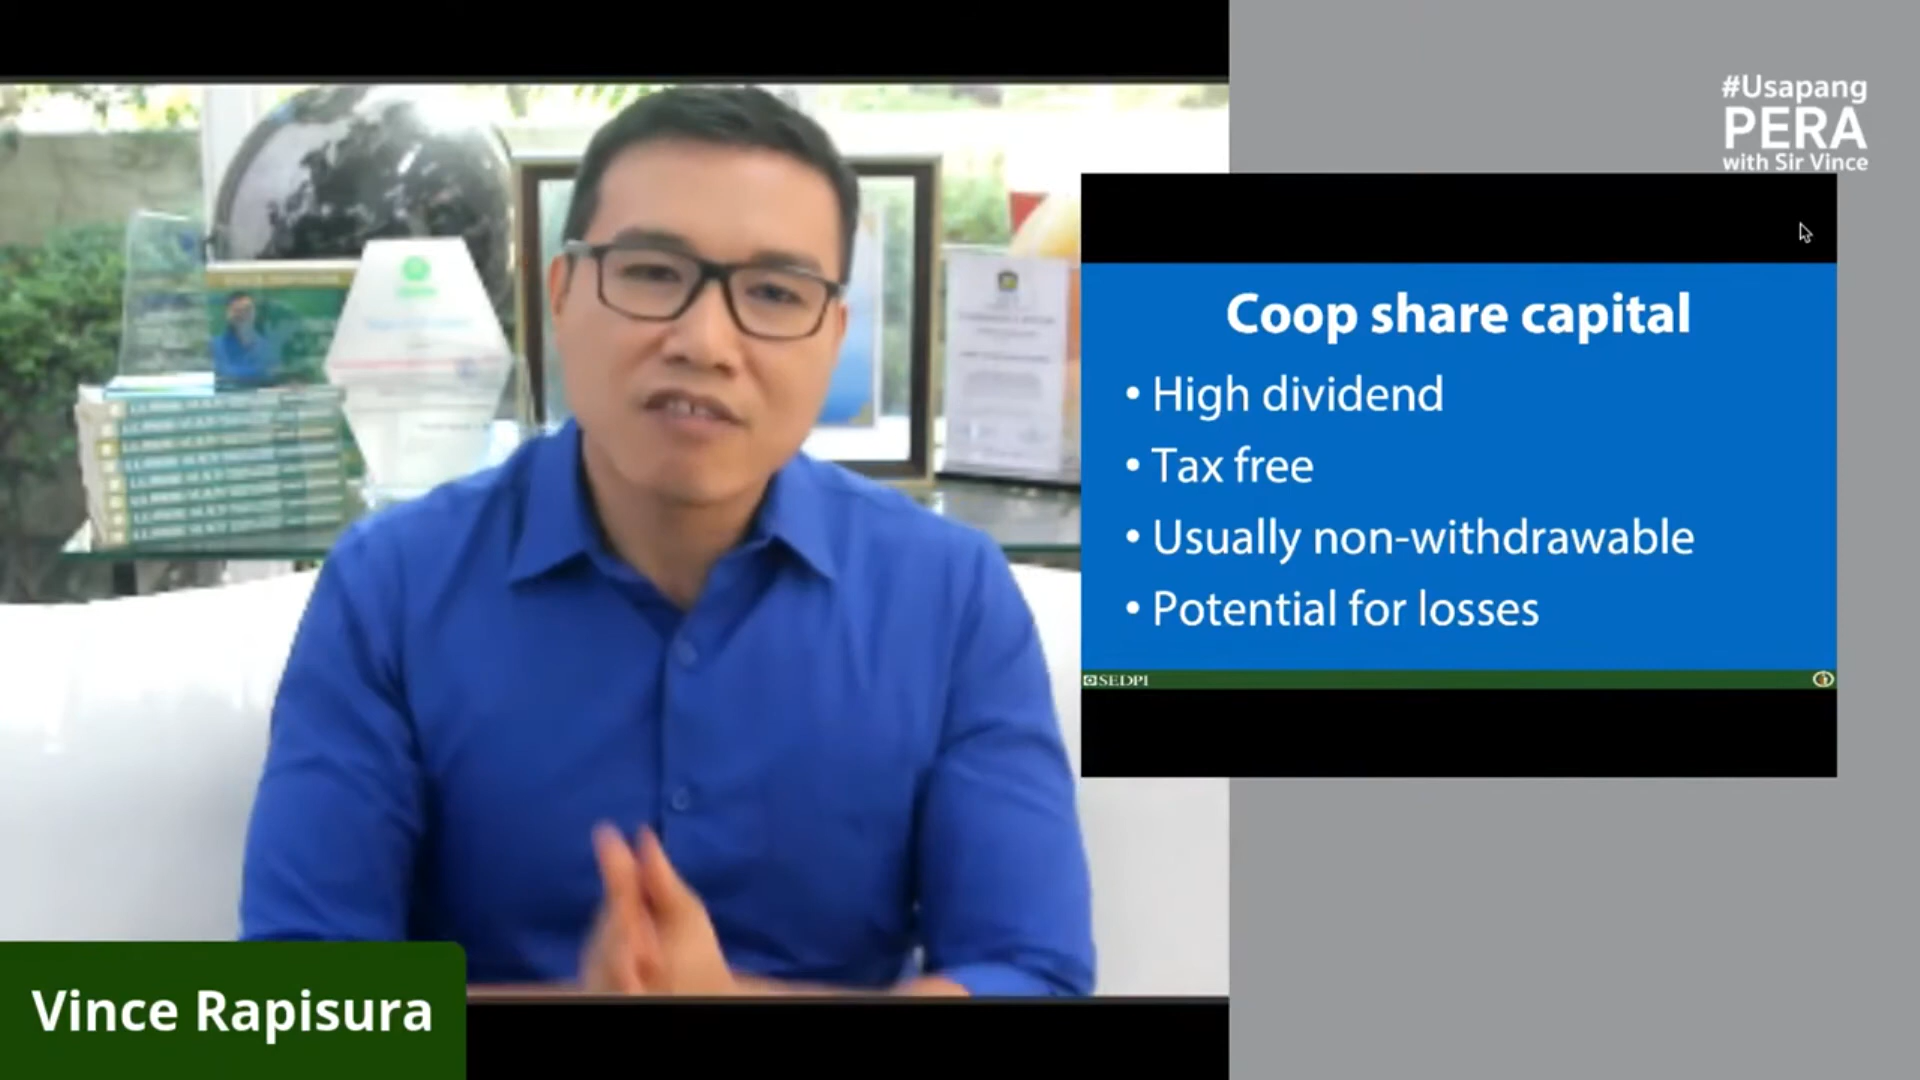 #Usapang
PERA
with Sir Vince
Coop share capital
• High dividend
• Tax free
• Usually non-withdrawable
• Potential for losses
SEDPI
Vince Rapisura